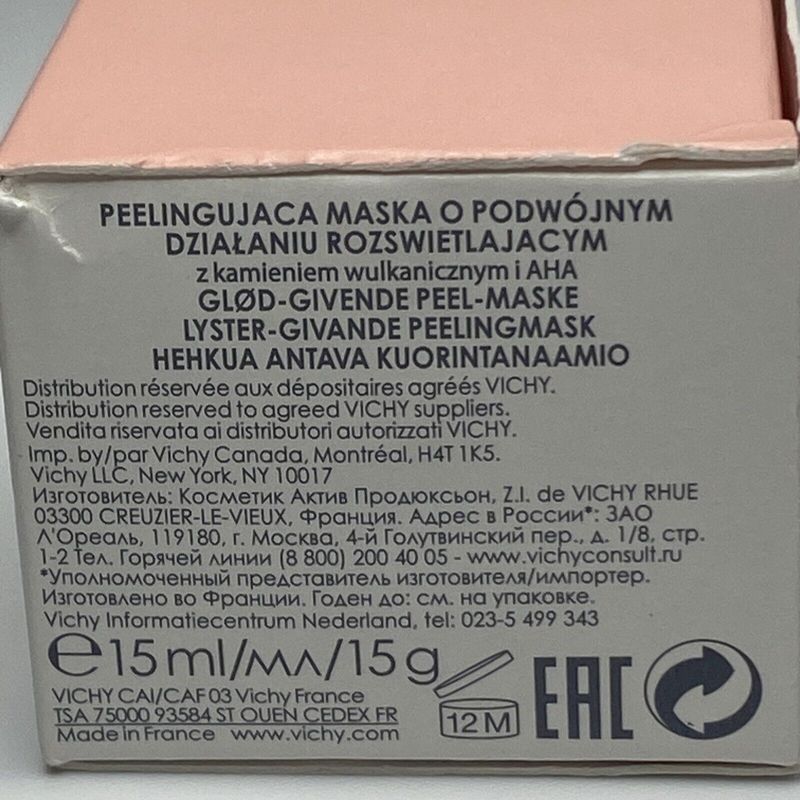 PEELINGUJACA MASKA O PODWÓJNYM
DZIAŁANIU ROZSWIETLAJACYM
z kamieniem wulkanicznym i AHA
GLØD-GIVENDE PEEL-MASKE
LYSTER-GIVANDE PEELINGMASK
HEHKUA ANTAVA KUORINTANAAMIO
Distribution réservée aux dépositaires agréés VICHY.
Distribution reserved to agreed VICHY suppliers.
Vendita riservata ai distributori autorizzati VICHY.
Imp. by/par Vichy Canada, Montréal, H4T 1K5.
Vichy LLC, New York, NY 10017
Изготовитель: Косметик Актив Продюксьон, Z.I. de VICHY RHUE
03300 CREUZIER-LE-VIEUX, Франция. Адрес в России*: ЗАО
Л'Ореаль, 119180, г. Москва, 4-й Голутвинский пер., д. 1/8, стр.
1-2 Тел. Горячей линии (8 800) 200 40 05 - www.vichyconsult.ru
*Уполномоченный представитель изготовителя/импортер.
Изготовлено во Франции. Годен до: см. на упаковке.
Vichy Informatiecentrum Nederland, tel: 023-5 499 343
℮15ml/мл/15g
12M
EAC
VICHY CAI/CAF 03 Vichy France
TSA 75000 93584 ST OUEN CEDEX FR
Made in France www.vichy.com